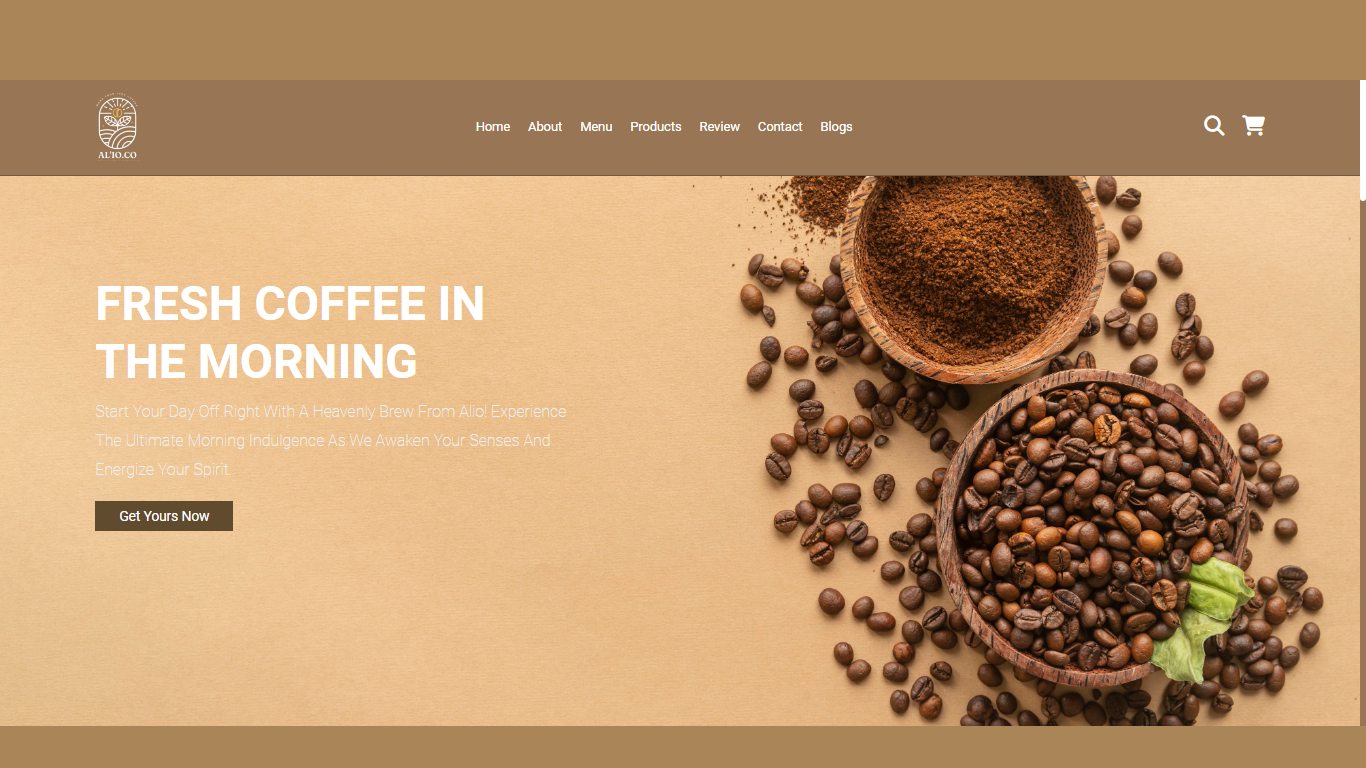 AL'IO.CO
Home About Menu Products Review Contact Blogs
FRESH COFFEE IN
THE MORNING
Start Your Day Off Right With A Heavenly Brew From Alio! Experience
The Ultimate Morning Indulgence As We Awaken Your Senses And
Energize Your Spirit.
Get Yours Now